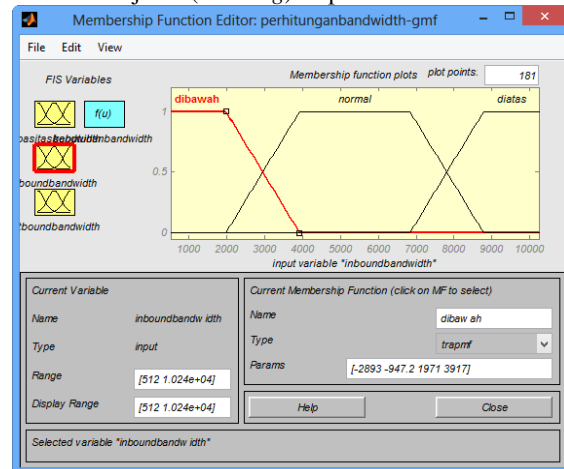 Membership Function Editor: perhitunganbandwidth-gmf
File Edit View
FIS Variables
Membership function plots
plot points:
181
f(u)
boundbandwidth
tboundbandwidth
dibawah
normal
diatas
1
0.5
0
1000 2000 3000 4000 5000 6000 7000 8000 9000 10000
input variable "inboundbandwidth"
Current Variable
Name
inboundbandw idth
Type
input
Range
[512 1.024e+04]
Display Range
[512 1.024e+04]
Current Membership Function (click on MF to select)
Name
dibaw ah
Type
trapmf
Params
[-2893 -947.2 1971 3917]
Help
Close
Selected variable "inboundbandw idth"